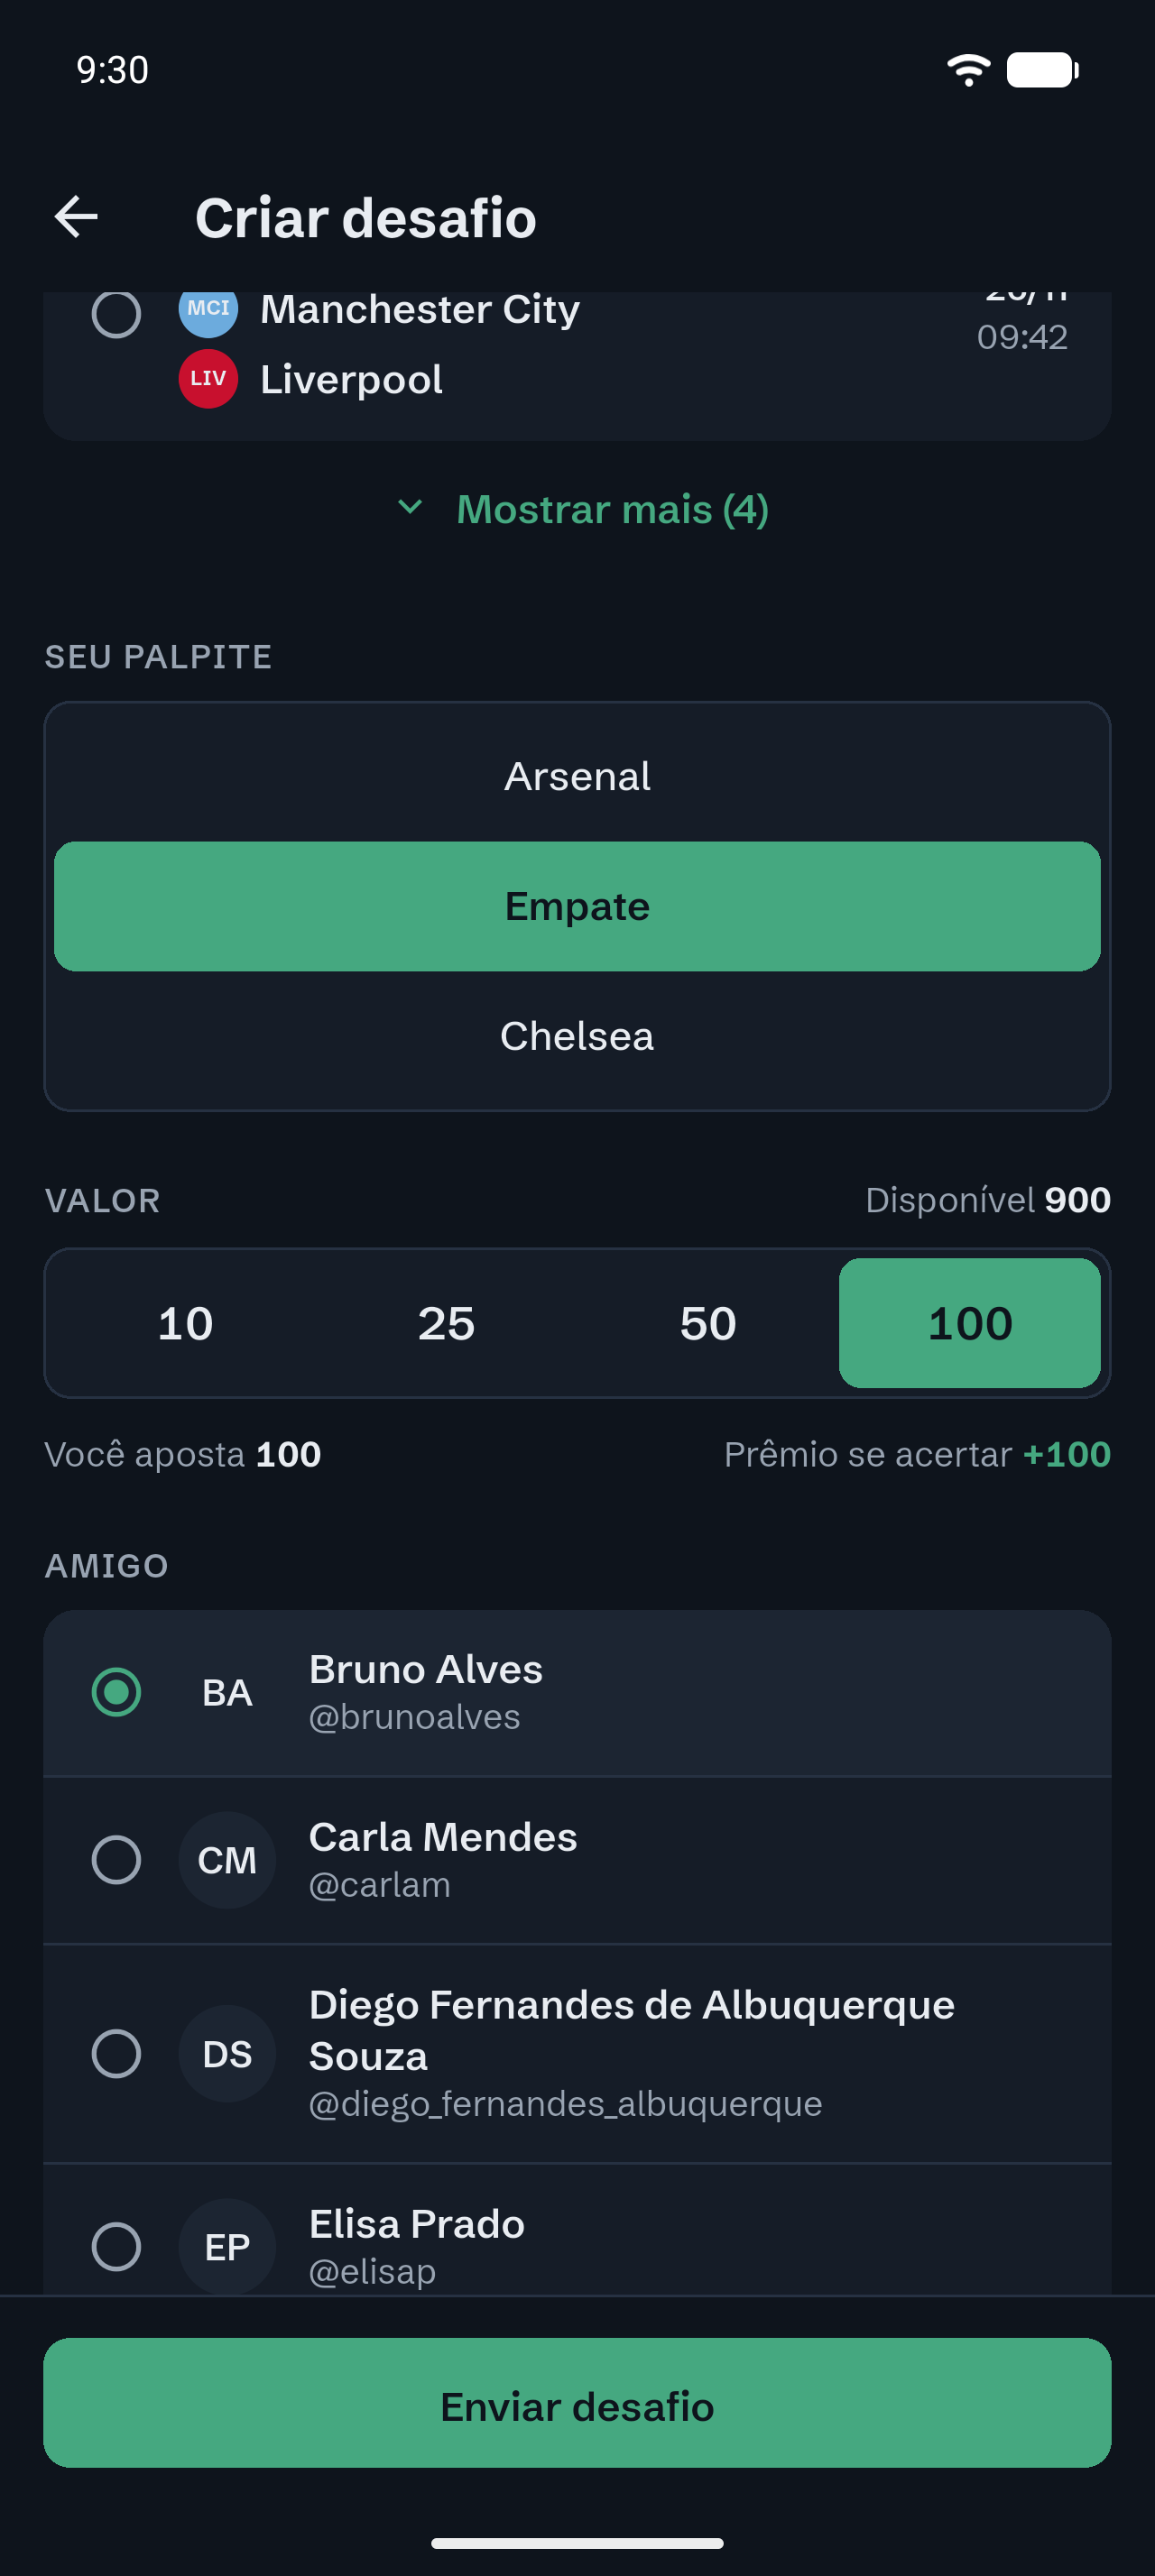 9:30
Criar desafio
MCI Manchester City
09:42
LIV Liverpool
Mostrar mais (4)
SEU PALPITE
Arsenal
Empate
Chelsea
VALOR Disponível 900
10 25 50 100
Você aposta 100 Prêmio se acertar +100
AMIGO
BA Bruno Alves
@brunoalves
CM Carla Mendes
@carlam
DS Diego Fernandes de Albuquerque
Souza
@diego_fernandes_albuquerque
EP Elisa Prado
@elisap
Enviar desafio